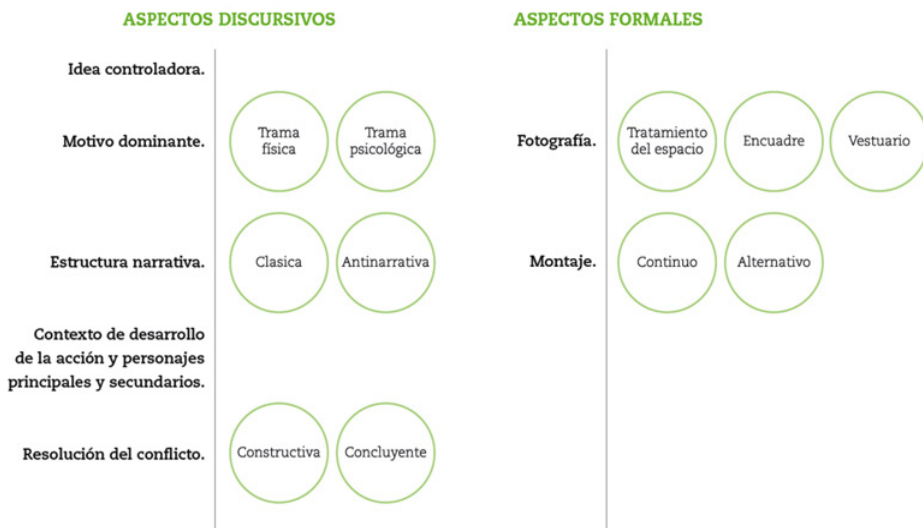 ASPECTOS DISCURSIVOS
Idea controladora.
Motivo dominante.
Trama
física
Trama
psicológica
Estructura narrativa.
Clasica
Antinarrativa
Contexto de desarrollo
de la acción y personajes
principales y secundarios.
Resolución del conflicto.
Constructiva
Concluyente
ASPECTOS FORMALES
Fotografía.
Tratamiento
del espacio
Encuadre
Vestuario
Montaje.
Continuo
Alternativo